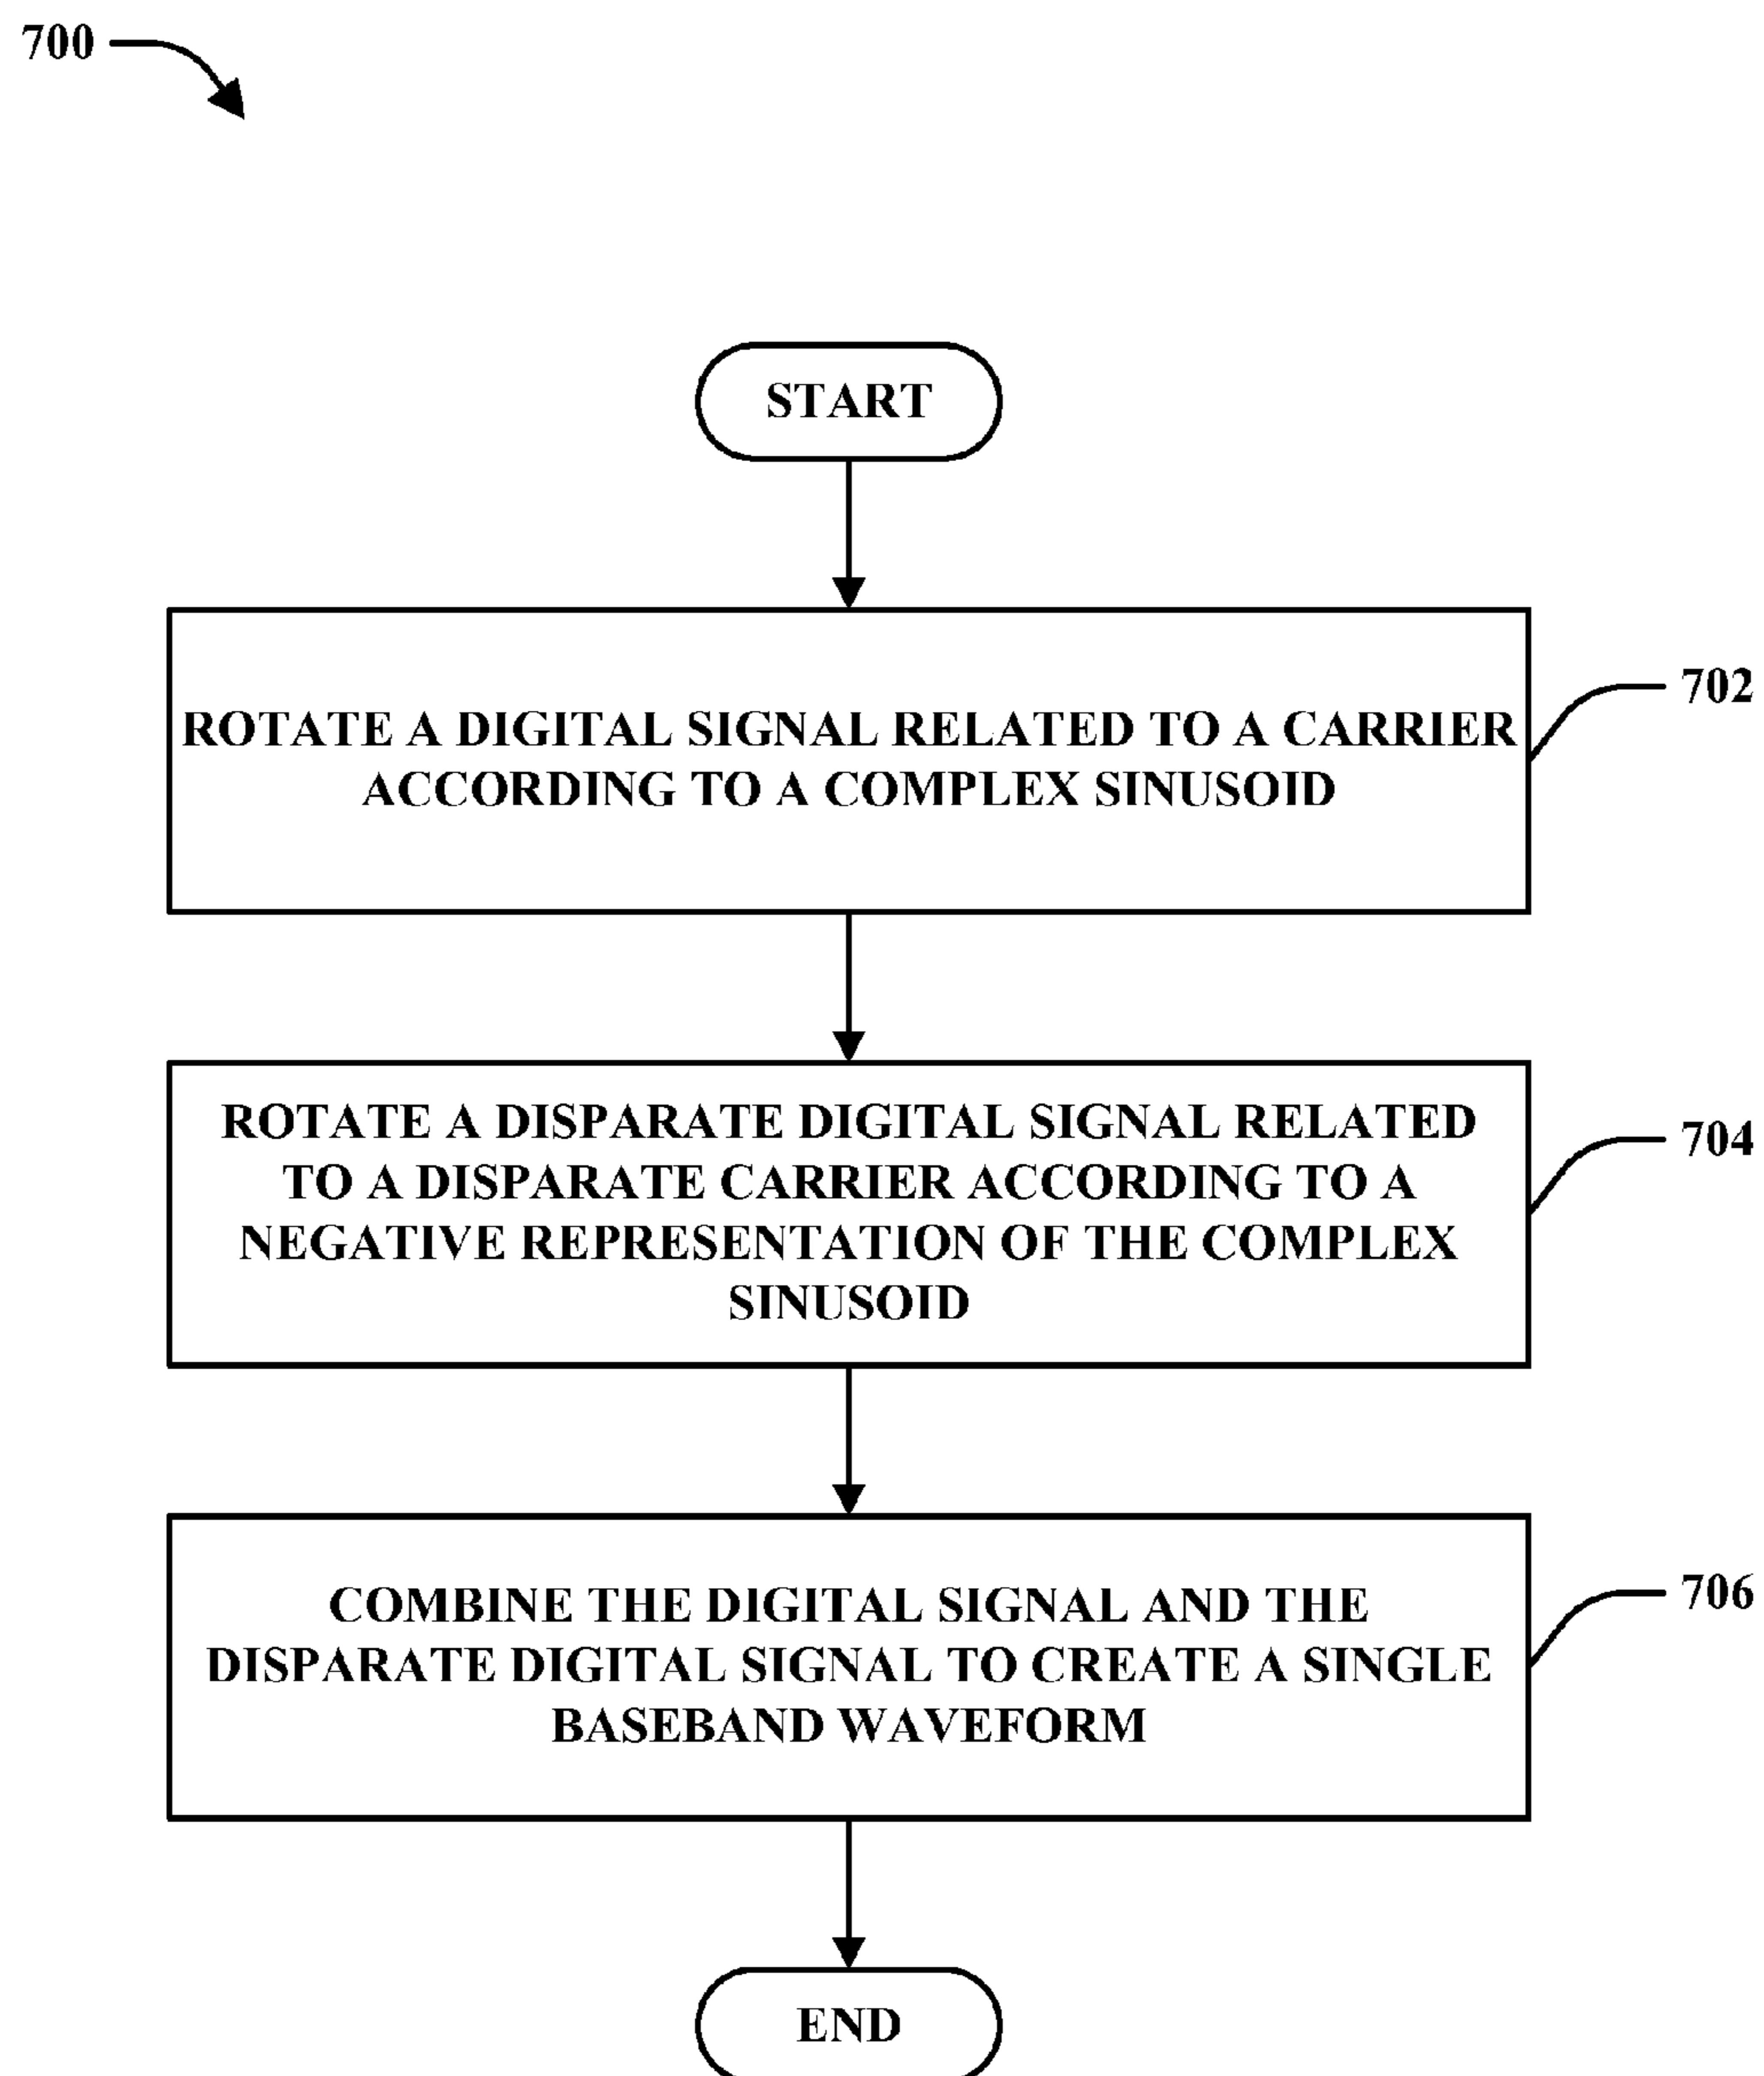 700
START
ROTATE A DIGITAL SIGNAL RELATED TO A CARRIER
ACCORDING TO A COMPLEX SINUSOID
702
ROTATE A DISPARATE DIGITAL SIGNAL RELATED
TO A DISPARATE CARRIER ACCORDING TO A
NEGATIVE REPRESENTATION OF THE COMPLEX
SINUSOID
704
COMBINE THE DIGITAL SIGNAL AND THE
DISPARATE DIGITAL SIGNAL TO CREATE A SINGLE
BASEBAND WAVEFORM
706
END